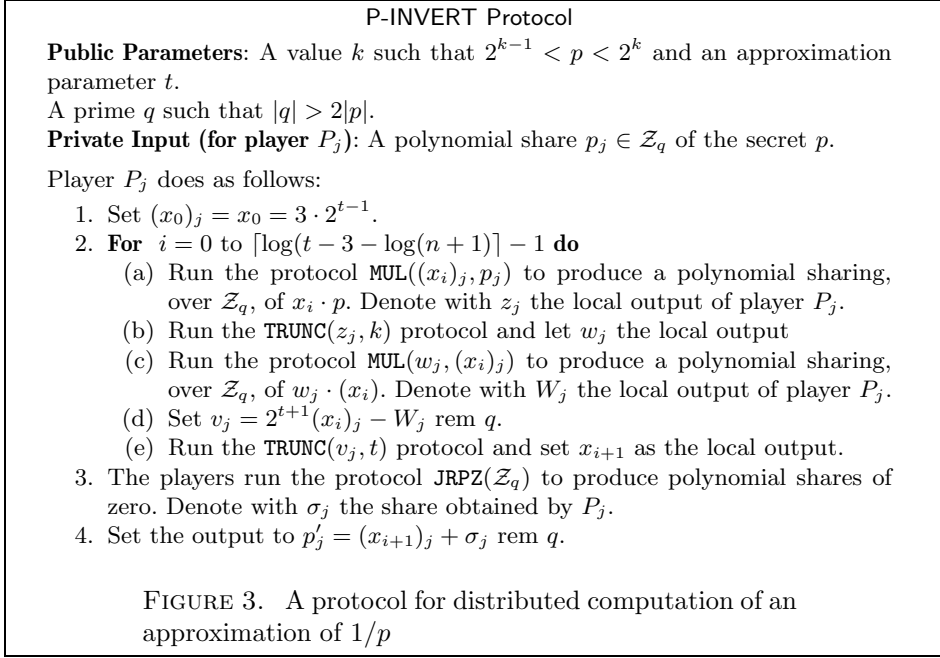 P-INVERT Protocol
Public Parameters: A value k such that 2^{k−1} < p < 2^k and an approximation
parameter t.
A prime q such that |q| > 2|p|.
Private Input (for player P_j): A polynomial share p_j ∈ Z_q of the secret p.
Player P_j does as follows:
1. Set (x_0)_j = x_0 = 3 · 2^{t−1}.
2. For i = 0 to ⌈log(t − 3 − log(n + 1)⌉ − 1 do
(a) Run the protocol MUL((x_i)_j, p_j) to produce a polynomial sharing,
over Z_q, of x_i · p. Denote with z_j the local output of player P_j.
(b) Run the TRUNC(z_j, k) protocol and let w_j the local output
(c) Run the protocol MUL(w_j, (x_i)_j) to produce a polynomial sharing,
over Z_q, of w_j · (x_i). Denote with W_j the local output of player P_j.
(d) Set v_j = 2^{t+1}(x_i)_j − W_j rem q.
(e) Run the TRUNC(v_j, t) protocol and set x_{i+1} as the local output.
3. The players run the protocol JRPZ(Z_q) to produce polynomial shares of
zero. Denote with σ_j the share obtained by P_j.
4. Set the output to p′_j = (x_{i+1})_j + σ_j rem q.
FIGURE 3. A protocol for distributed computation of an
approximation of 1/p